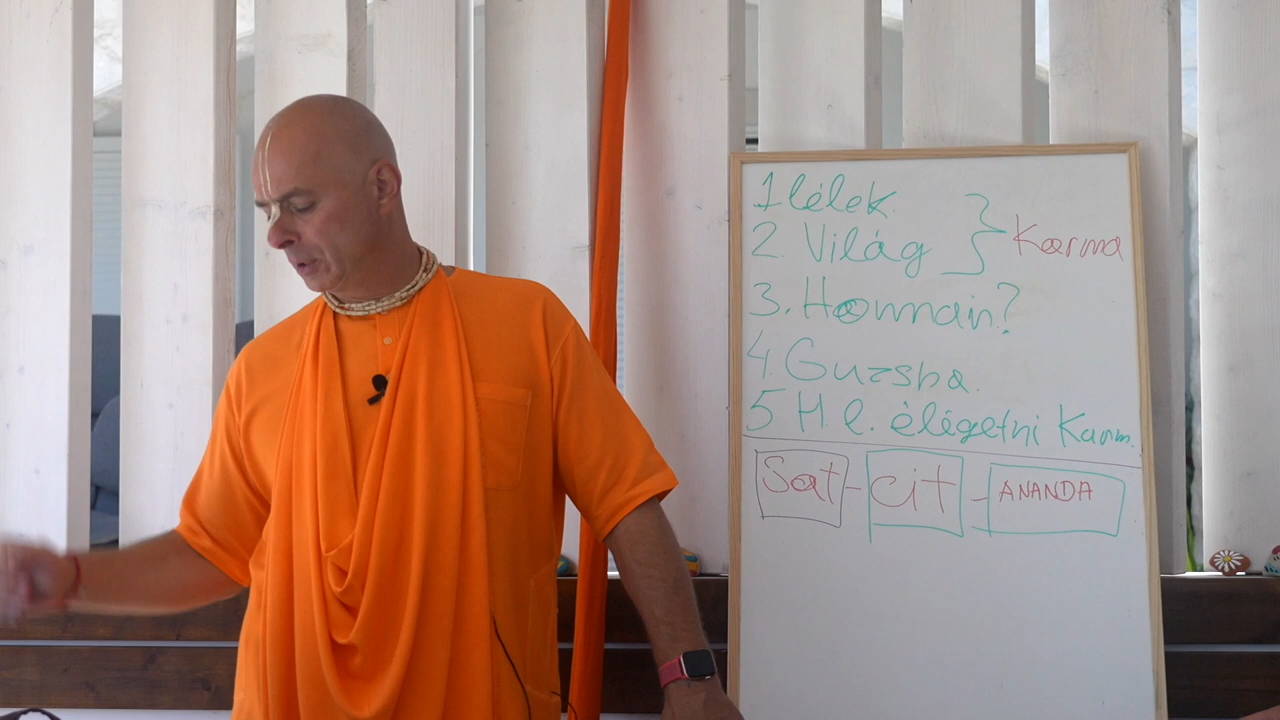 1 lélek
2. Világ } Karma
3. Honnan?
4. Guzsba.
5 H. l. élégetni Karm.
Sat - cit - ANANDA